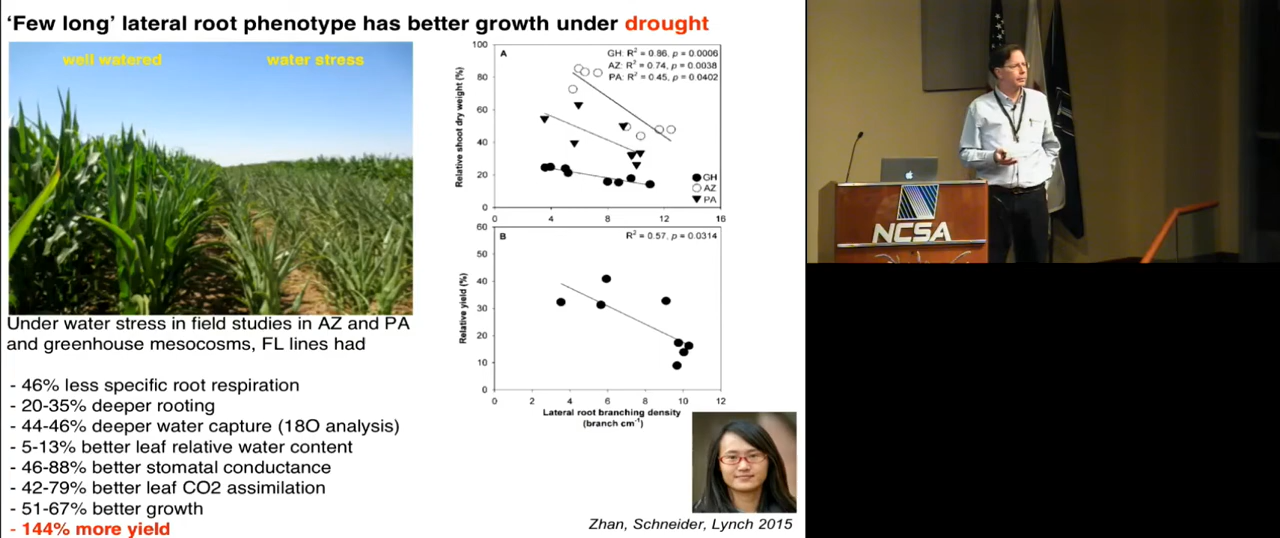 ‘Few long’ lateral root phenotype has better growth under drought
well watered
water stress
Under water stress in field studies in AZ and PA
and greenhouse mesocosms, FL lines had
- 46% less specific root respiration
- 20-35% deeper rooting
- 44-46% deeper water capture (18O analysis)
- 5-13% better leaf relative water content
- 46-88% better stomatal conductance
- 42-79% better leaf CO2 assimilation
- 51-67% better growth
- 144% more yield
A
GH: R² = 0.86, p = 0.0006
AZ: R² = 0.74, p = 0.0038
PA: R² = 0.45, p = 0.0402
Relative shoot dry weight (%)
100
80
60
40
20
0
GH
AZ
PA
0 4 8 12 16
B
R² = 0.57, p = 0.0314
Relative yield (%)
60
50
40
30
20
10
0
0 2 4 6 8 10 12
Lateral root branching density
(branch cm⁻¹)
Zhan, Schneider, Lynch 2015
NCSA